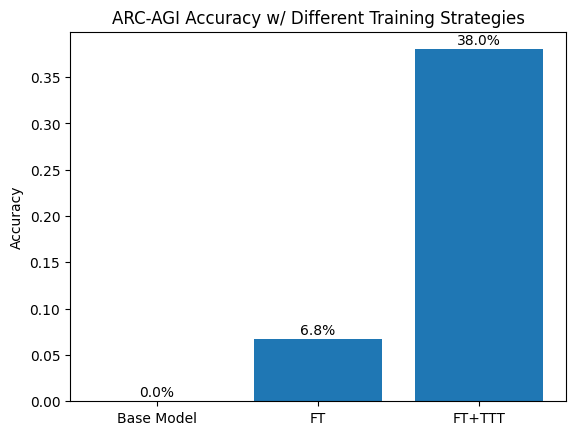 ARC-AGI Accuracy w/ Different Training Strategies
38.0%
0.35
0.30
0.25
0.20
0.15
0.10
0.05
0.00
Accuracy
6.8%
0.0%
Base Model
FT
FT+TTT